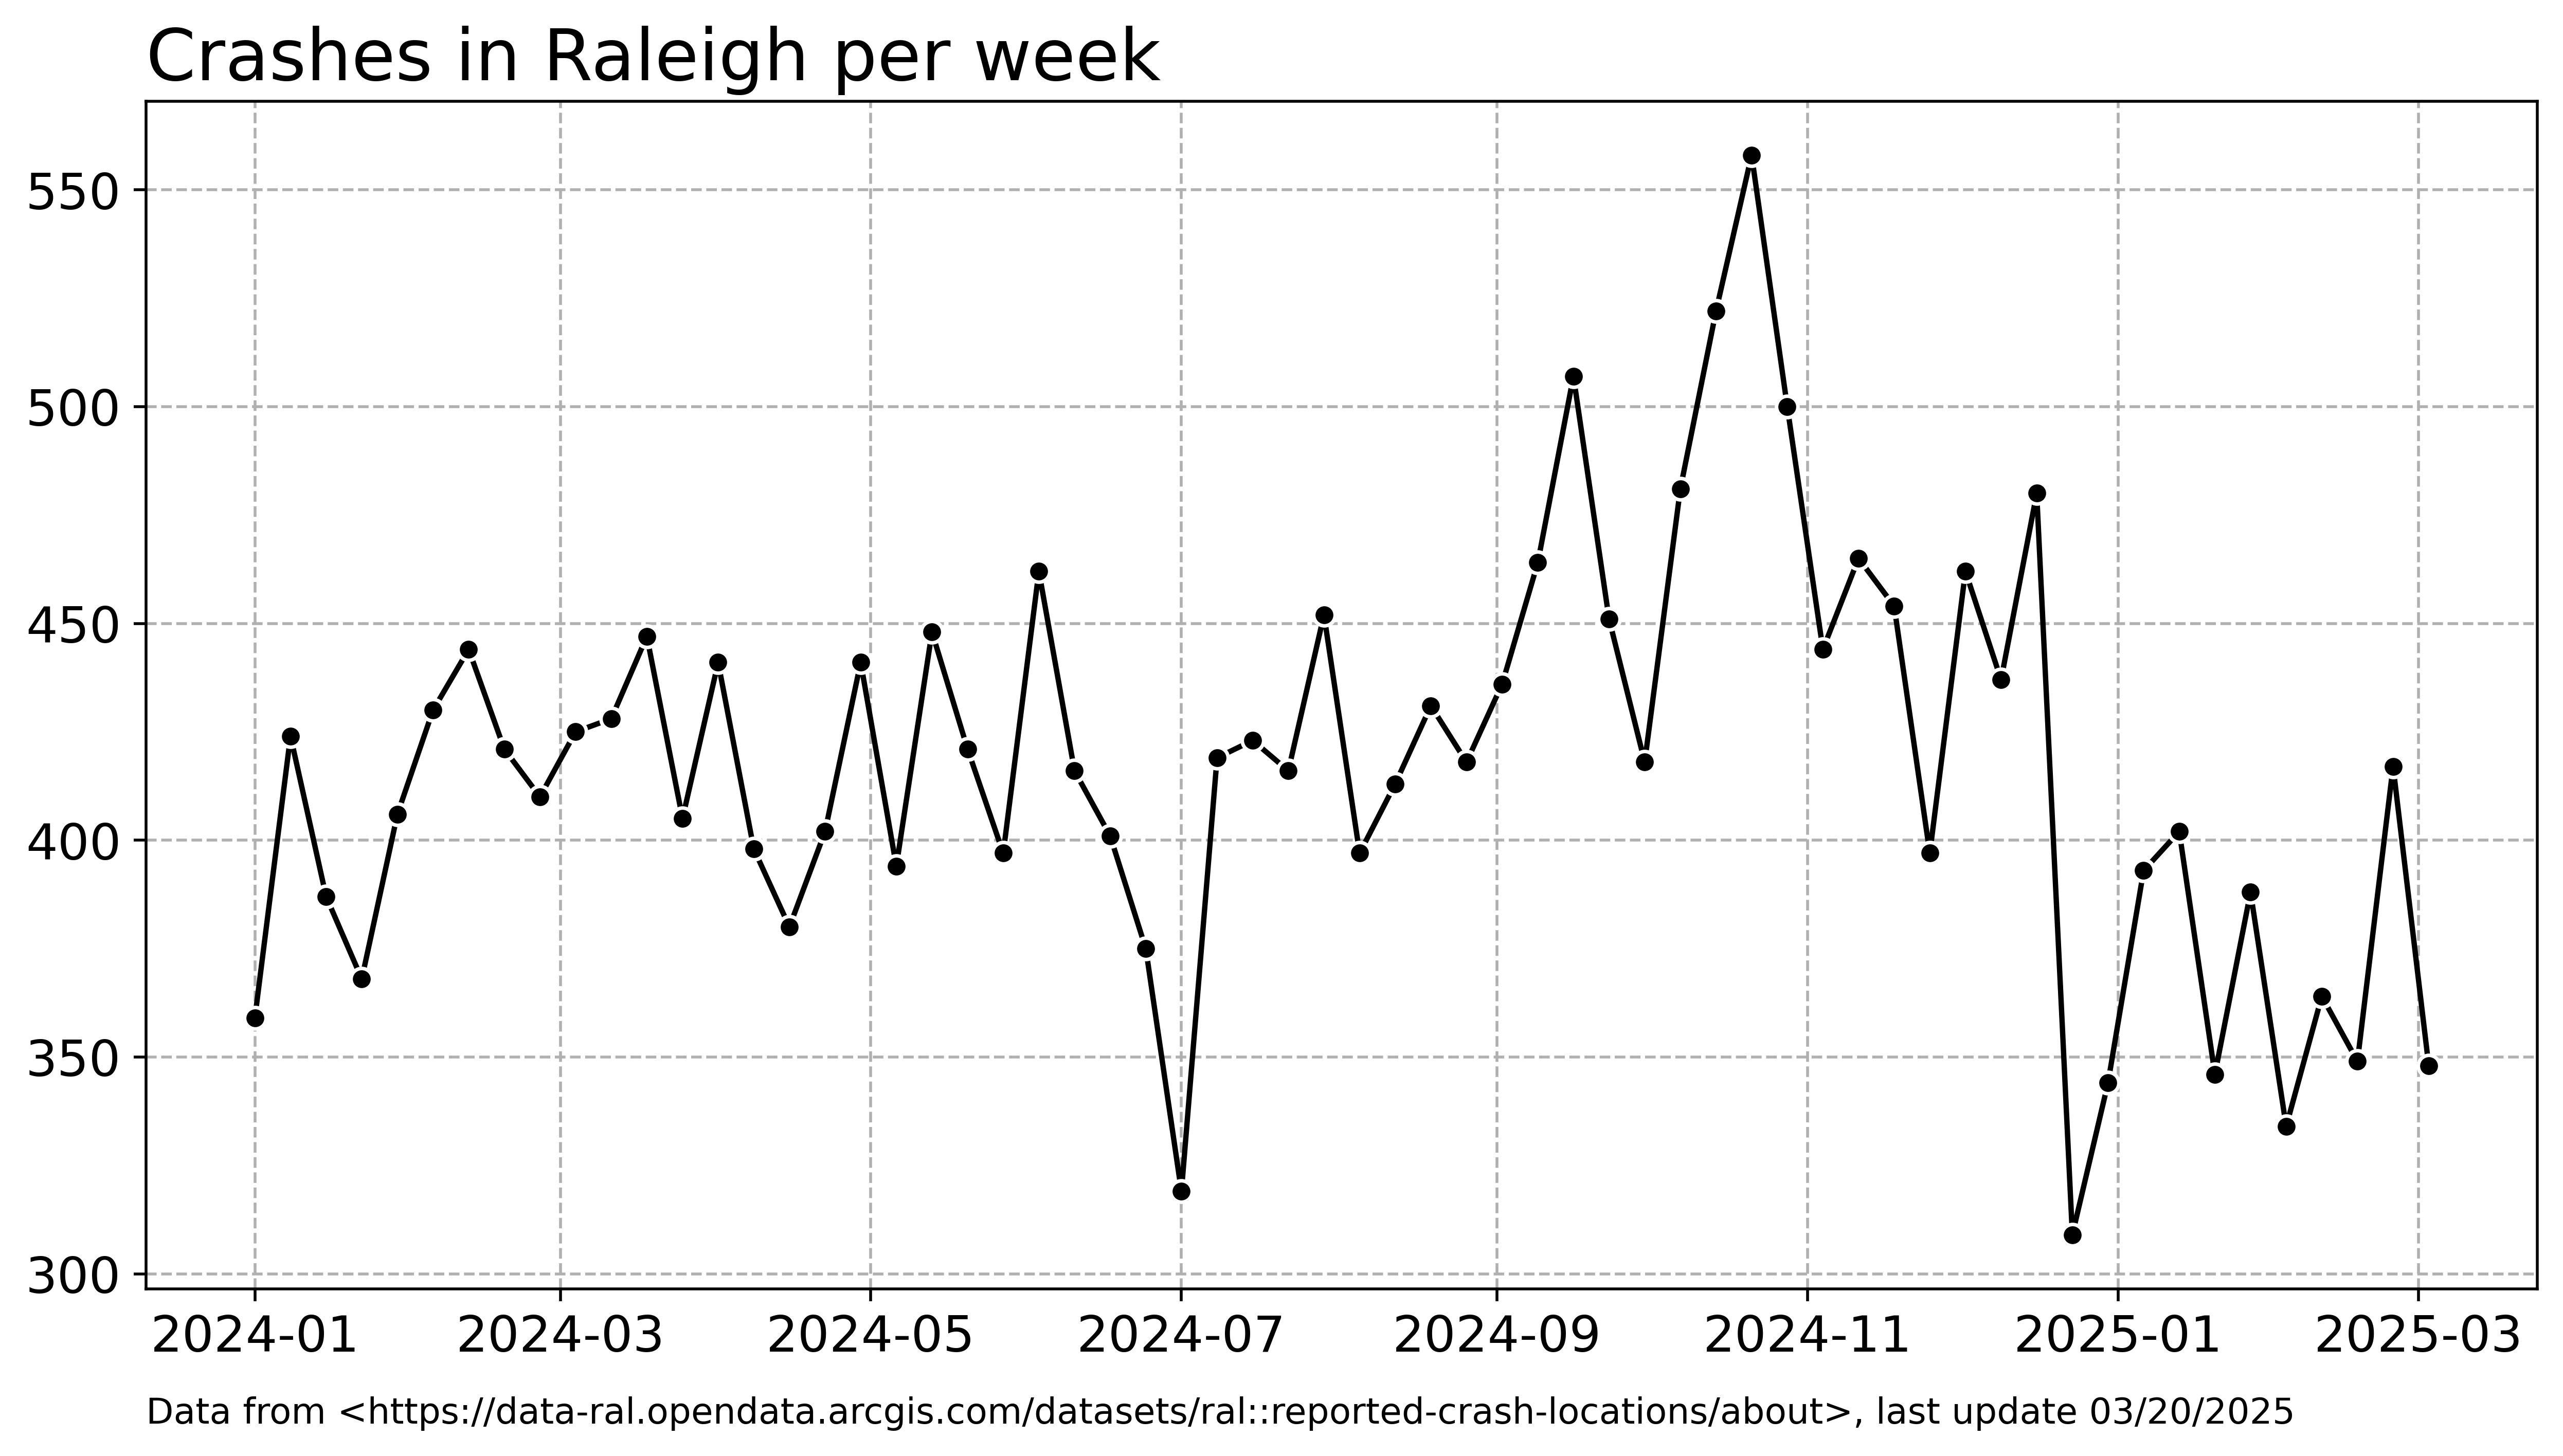 Crashes in Raleigh per week
550
500
450
400
350
300
2024-01 2024-03 2024-05 2024-07 2024-09 2024-11 2025-01 2025-03
Data from <https://data-ral.opendata.arcgis.com/datasets/ral::reported-crash-locations/about>, last update 03/20/2025